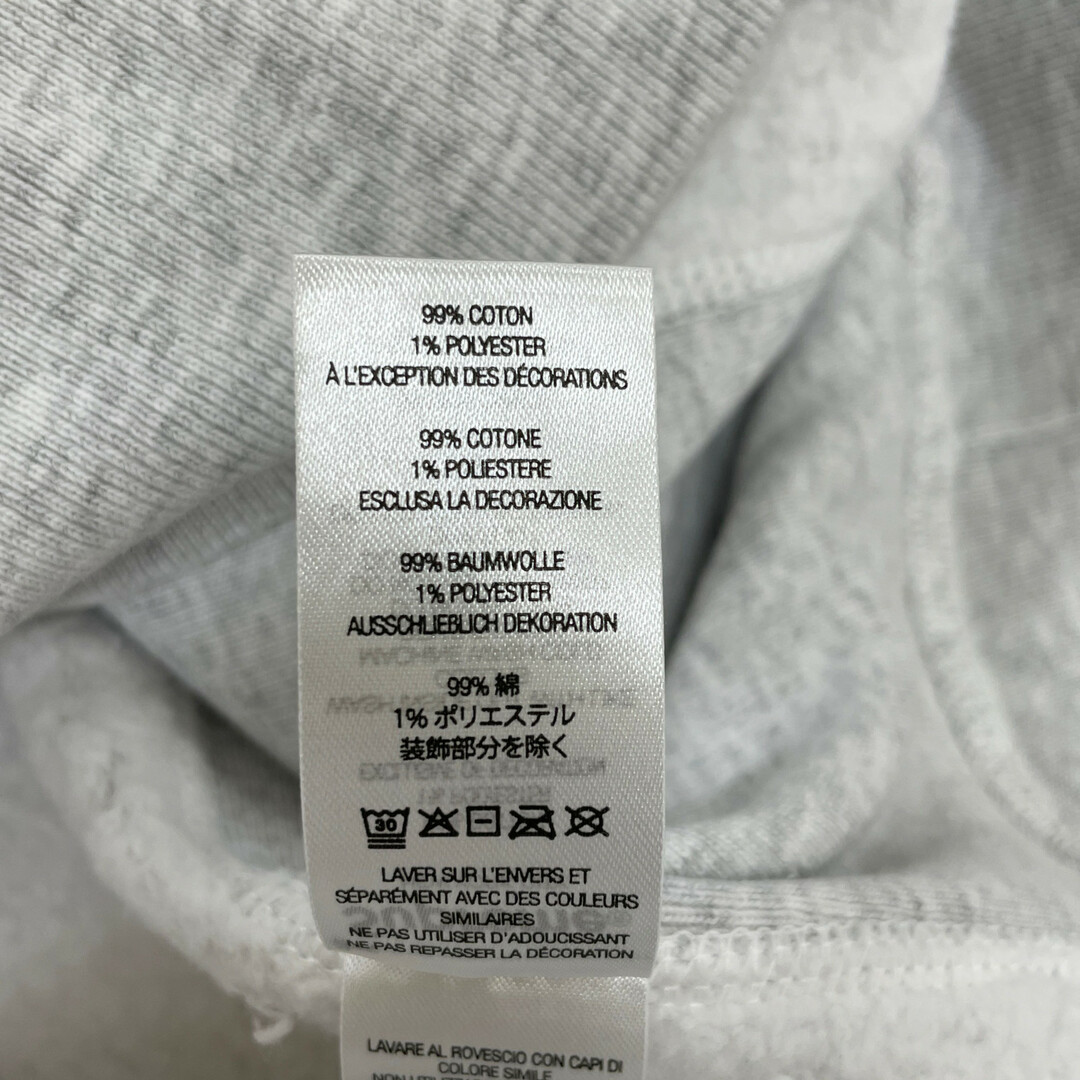 99% COTON
1% POLYESTER
À L'EXCEPTION DES DÉCORATIONS
99% COTONE
1% POLIESTERE
ESCLUSA LA DECORAZIONE
99% BAUMWOLLE
1% POLYESTER
AUSSCHLIEBLICH DEKORATION
99% 綿
1% ポリエステル
装飾部分を除く
30
LAVER SUR L'ENVERS ET
SÉPARÉMENT AVEC DES COULEURS
SIMILAIRES
NE PAS UTILISER D'ADOUCISSANT
NE PAS REPASSER LA DÉCORATION
LAVARE AL ROVESCIO CON CAPI DI
COLORE SIMILE
NON